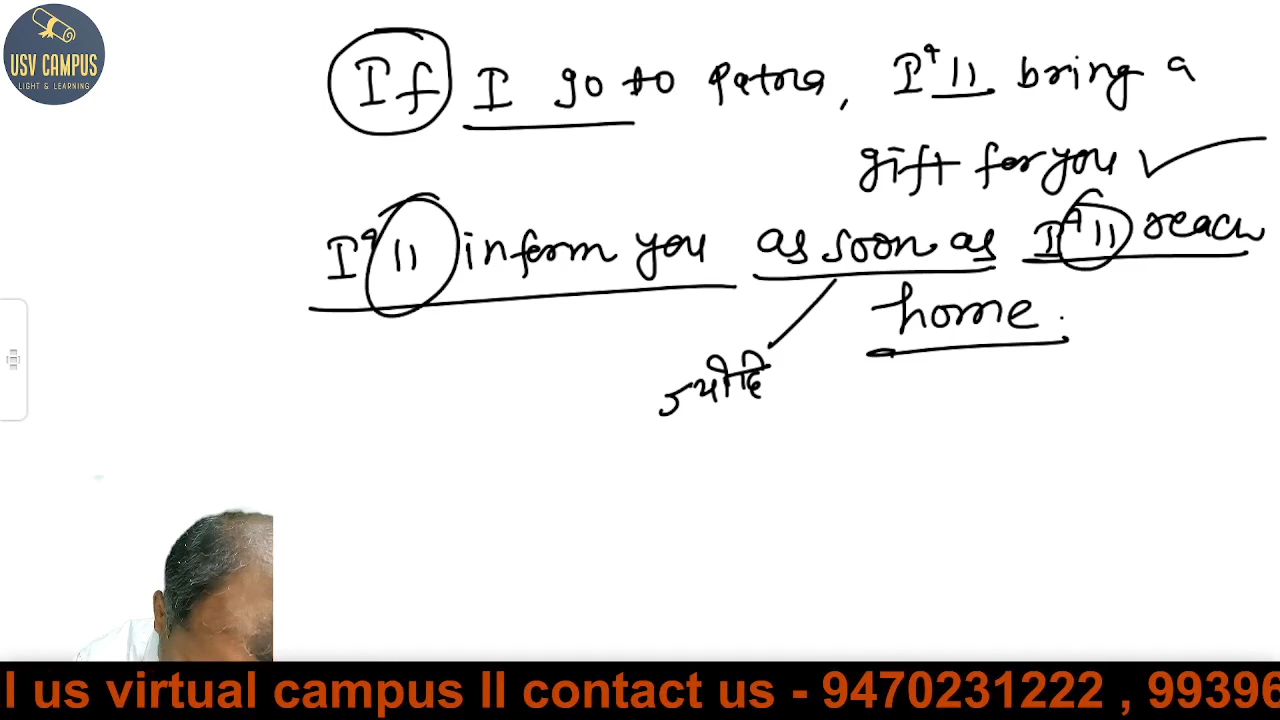 USV CAMPUS
LIGHT & LEARNING
If I go to Patna, I'll bring a
gift for you
I'll inform you as soon as I'll reach
home.
ज्योंहि
l us virtual campus ll contact us - 9470231222 , 99396